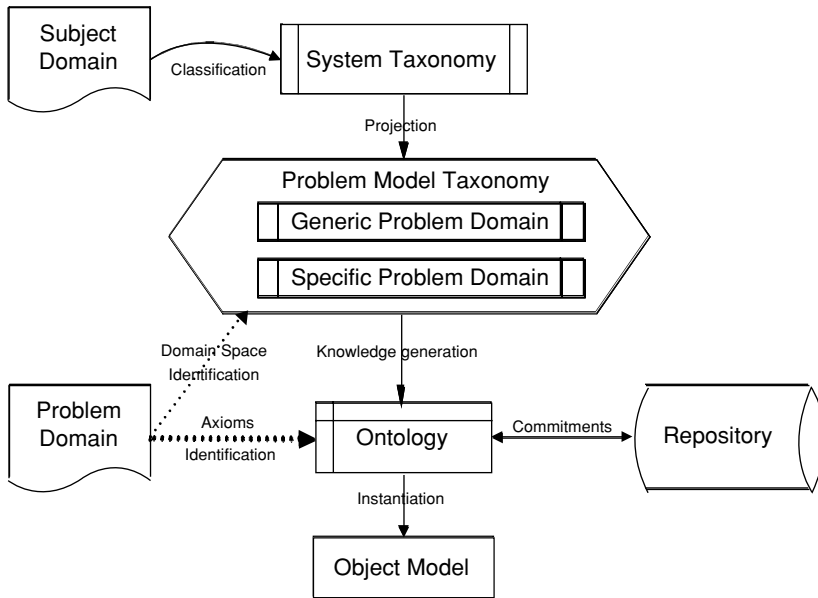 Subject
Domain
Classification
System Taxonomy
Projection
Problem Model Taxonomy
Generic Problem Domain
Specific Problem Domain
Domain Space
Identification
Knowledge generation
Problem
Domain
Axioms
Identification
Ontology
Commitments
Repository
Instantiation
Object Model